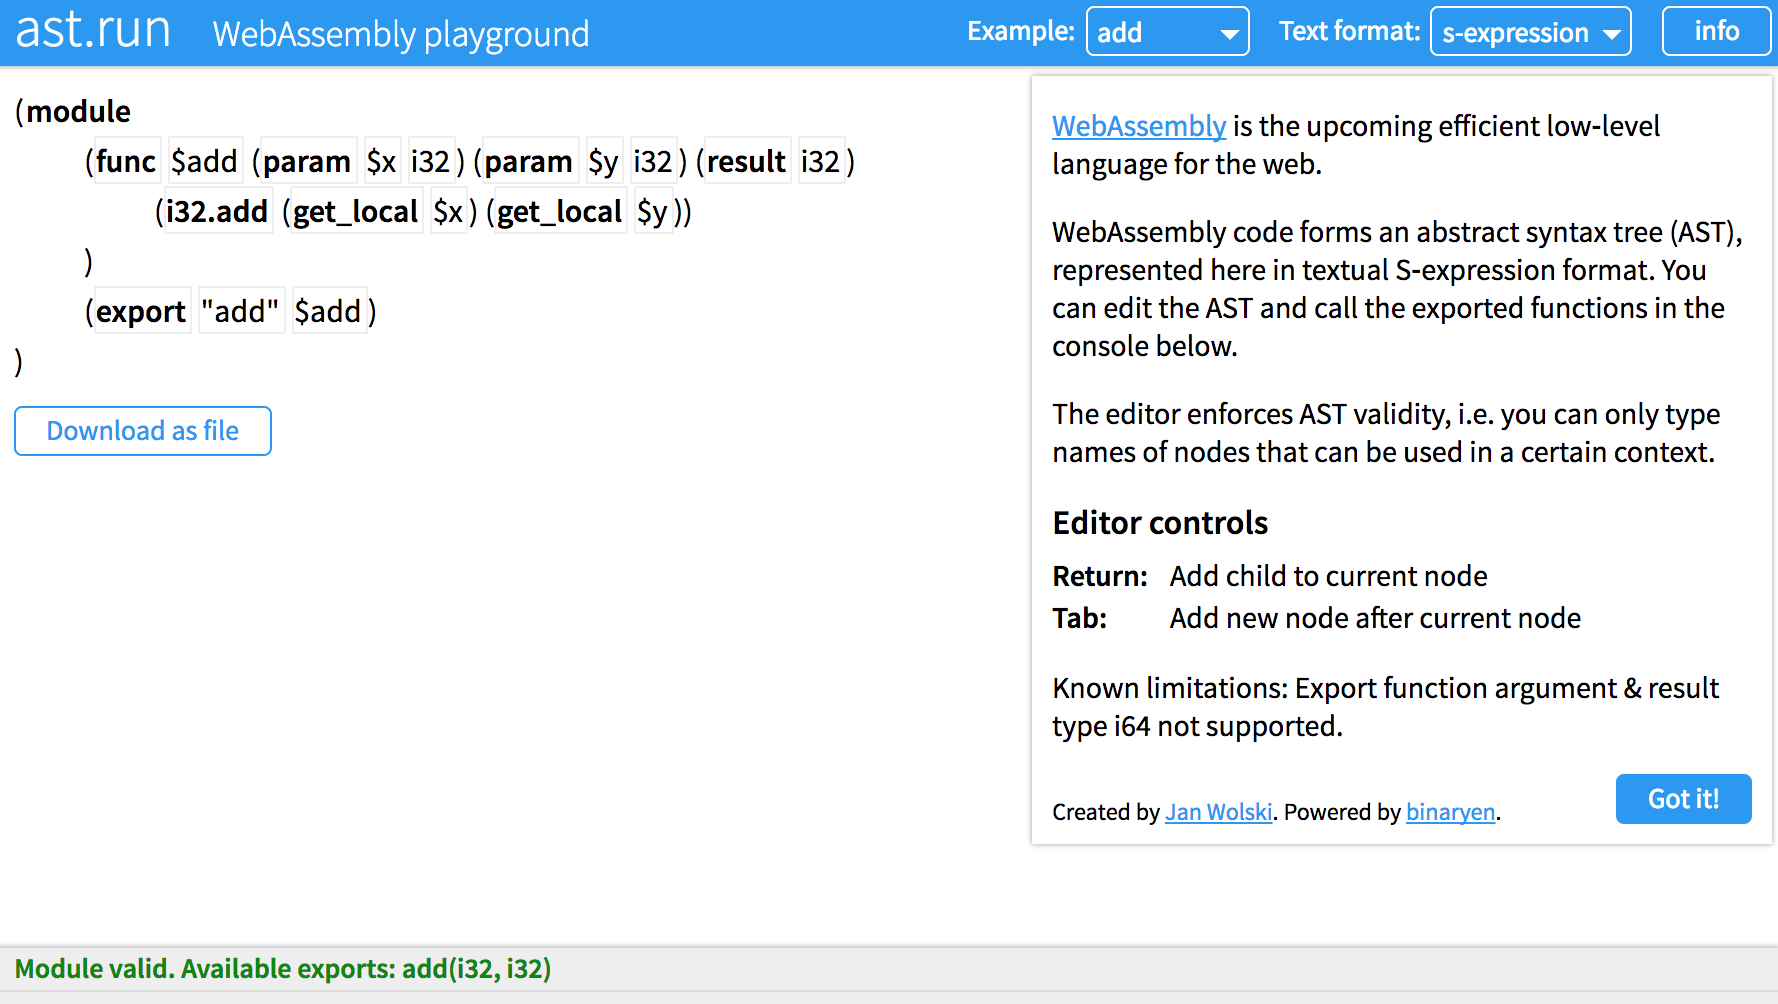 ast.run WebAssembly playground Example: add Text format: s-expression info
(module
(func $add (param $x i32) (param $y i32) (result i32)
(i32.add (get_local $x) (get_local $y))
)
(export "add" $add)
)
Download as file
WebAssembly is the upcoming efficient low-level
language for the web.
WebAssembly code forms an abstract syntax tree (AST),
represented here in textual S-expression format. You
can edit the AST and call the exported functions in the
console below.
The editor enforces AST validity, i.e. you can only type
names of nodes that can be used in a certain context.
Editor controls
Return: Add child to current node
Tab: Add new node after current node
Known limitations: Export function argument & result
type i64 not supported.
Created by Jan Wolski. Powered by binaryen.
Got it!
Module valid. Available exports: add(i32, i32)